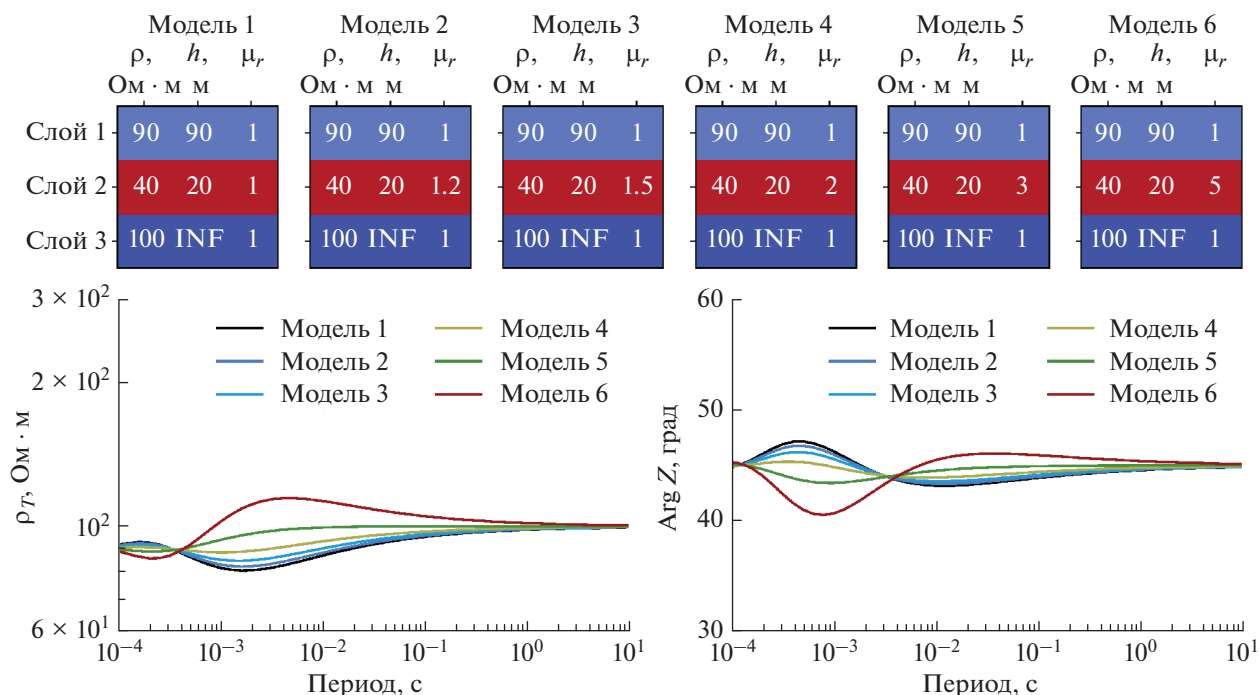 Модель 1 Модель 2 Модель 3 Модель 4 Модель 5 Модель 6
ρ, h, μr ρ, h, μr ρ, h, μr ρ, h, μr ρ, h, μr ρ, h, μr
Ом · м м Ом · м м Ом · м м Ом · м м Ом · м м Ом · м м
Слой 1 90 90 1 90 90 1 90 90 1 90 90 1 90 90 1 90 90 1
Слой 2 40 20 1 40 20 1.2 40 20 1.5 40 20 2 40 20 3 40 20 5
Слой 3 100 INF 1 100 INF 1 100 INF 1 100 INF 1 100 INF 1 100 INF 1
ρT, Ом · м
3 × 10²
2 × 10²
10²
6 × 10¹
Модель 1 Модель 4
Модель 2 Модель 5
Модель 3 Модель 6
10⁻⁴ 10⁻³ 10⁻² 10⁻¹ 10⁰ 10¹
Период, с
Arg Z, град
60
50
40
30
Модель 1 Модель 4
Модель 2 Модель 5
Модель 3 Модель 6
10⁻⁴ 10⁻³ 10⁻² 10⁻¹ 10⁰ 10¹
Период, с